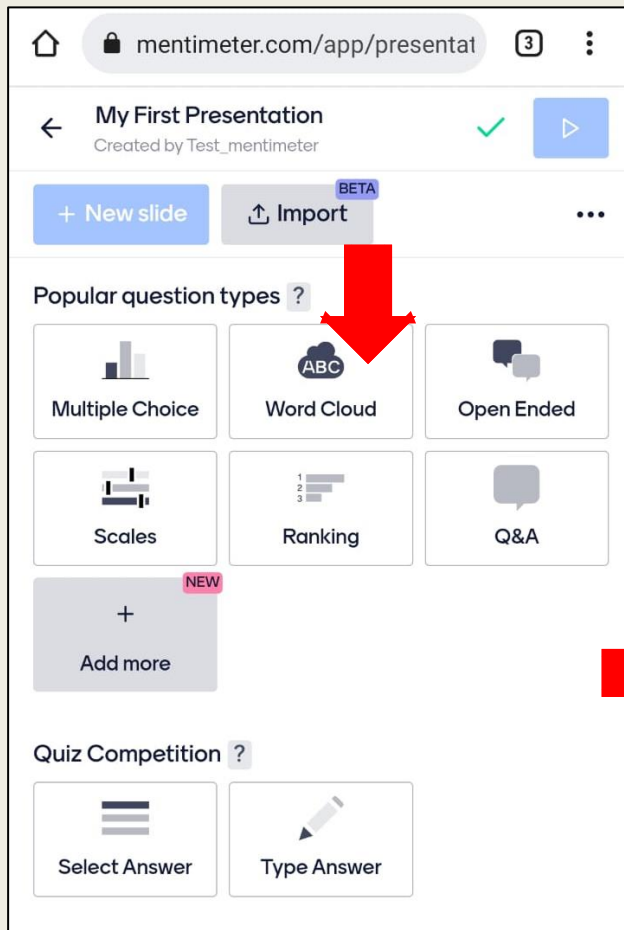 mentimeter.com/app/presentat
3
My First Presentation
Created by Test_mentimeter
+ New slide
Import
BETA
Popular question types ?
Multiple Choice
ABC
Word Cloud
Open Ended
Scales
1
2
3
Ranking
Q&A
NEW
+
Add more
Quiz Competition ?
Select Answer
Type Answer